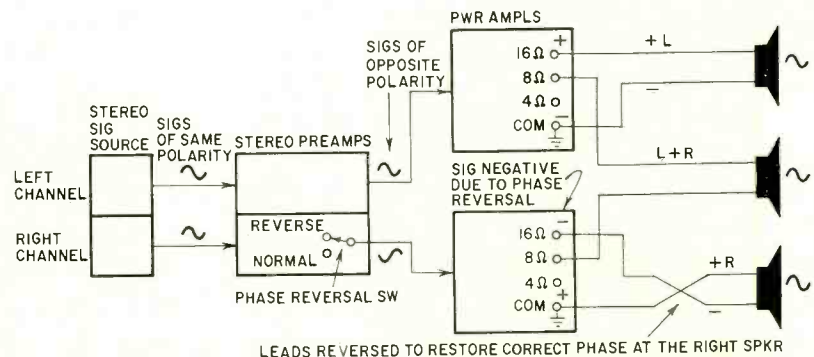 PWR AMPLS
SIGS OF
OPPOSITE
POLARITY
STEREO
SIG
SOURCE
SIGS
OF SAME
POLARITY
STEREO PREAMPS
LEFT
CHANNEL
RIGHT
CHANNEL
REVERSE
NORMAL
PHASE REVERSAL SW
+
16Ω
8Ω
4Ω
-
COM
+L
-
L+R
SIG NEGATIVE
DUE TO PHASE
REVERSAL
-
16Ω
8Ω
4Ω
+
COM
+R
-
LEADS REVERSED TO RESTORE CORRECT PHASE AT THE RIGHT SPKR